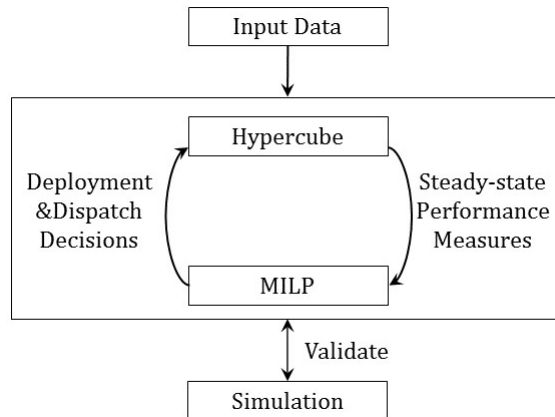 Input Data
Hypercube
Deployment
&Dispatch
Decisions
Steady-state
Performance
Measures
MILP
Validate
Simulation